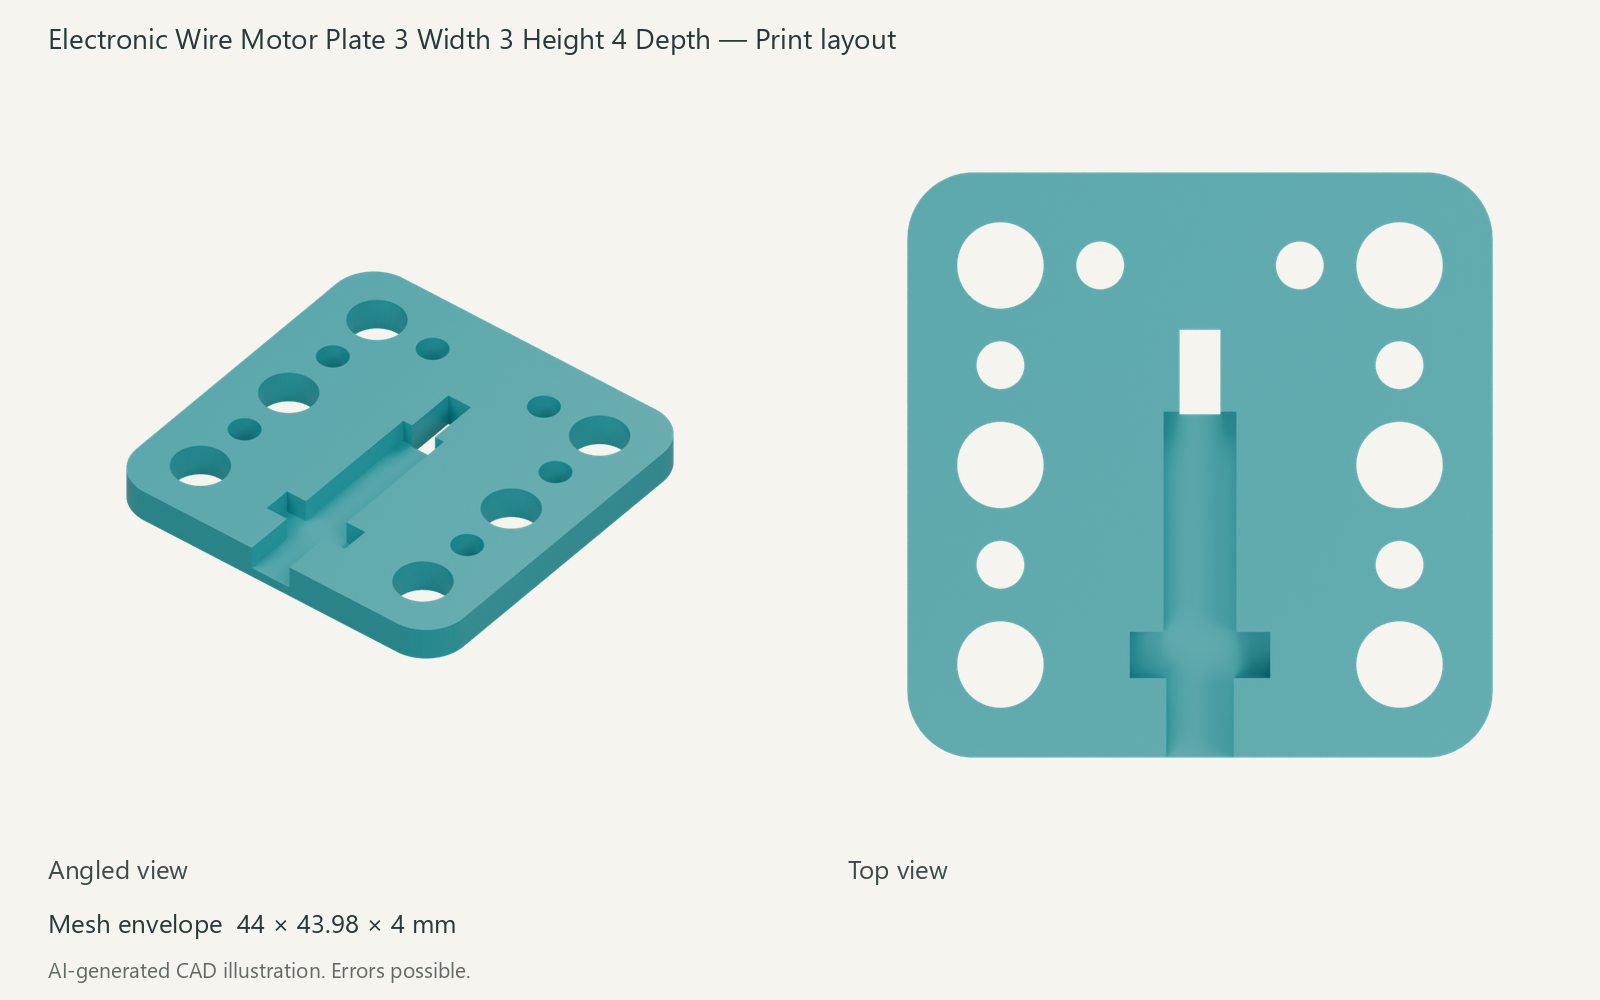 Electronic Wire Motor Plate 3 Width 3 Height 4 Depth — Print layout
Angled view
Top view
Mesh envelope  44 × 43.98 × 4 mm
AI-generated CAD illustration. Errors possible.